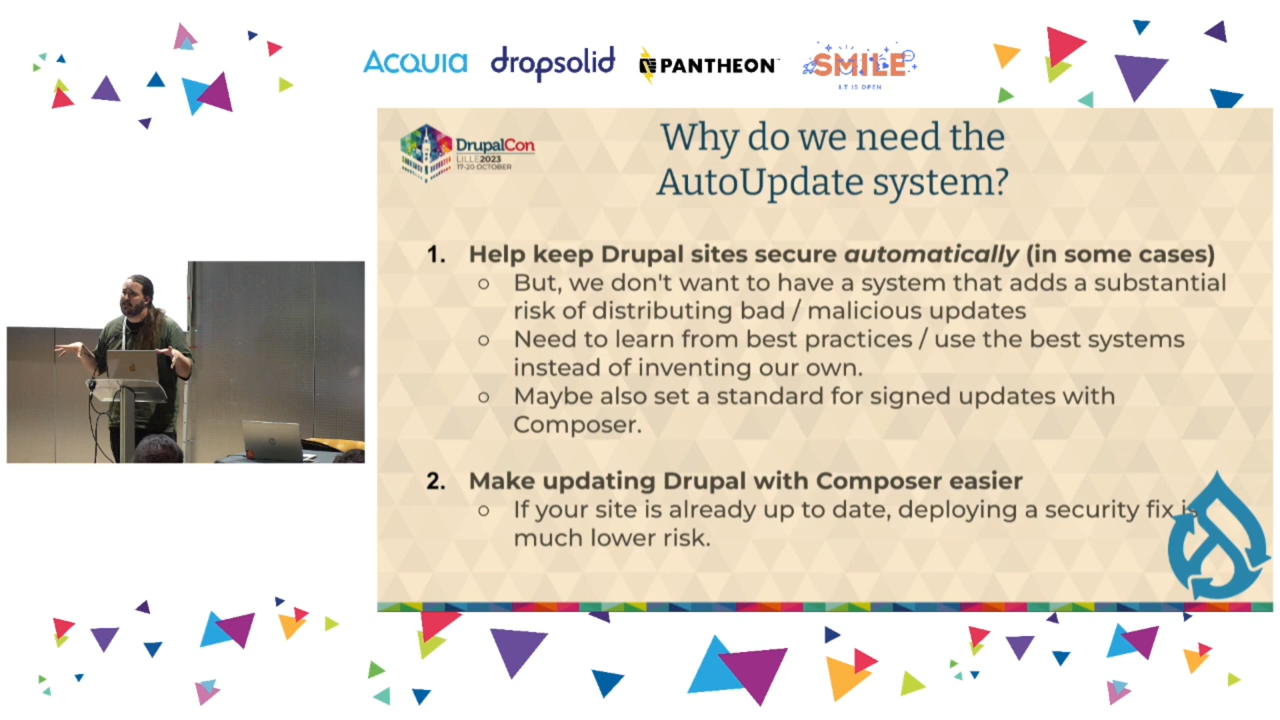 ACQUIA
dropsolid
PANTHEON
SMILE
I.T IS OPEN
DrupalCon
LILLE2023
17-20 OCTOBER
Why do we need the
AutoUpdate system?
1. Help keep Drupal sites secure automatically (in some cases)
○ But, we don't want to have a system that adds a substantial
risk of distributing bad / malicious updates
○ Need to learn from best practices / use the best systems
instead of inventing our own.
○ Maybe also set a standard for signed updates with
Composer.
2. Make updating Drupal with Composer easier
○ If your site is already up to date, deploying a security fix is
much lower risk.